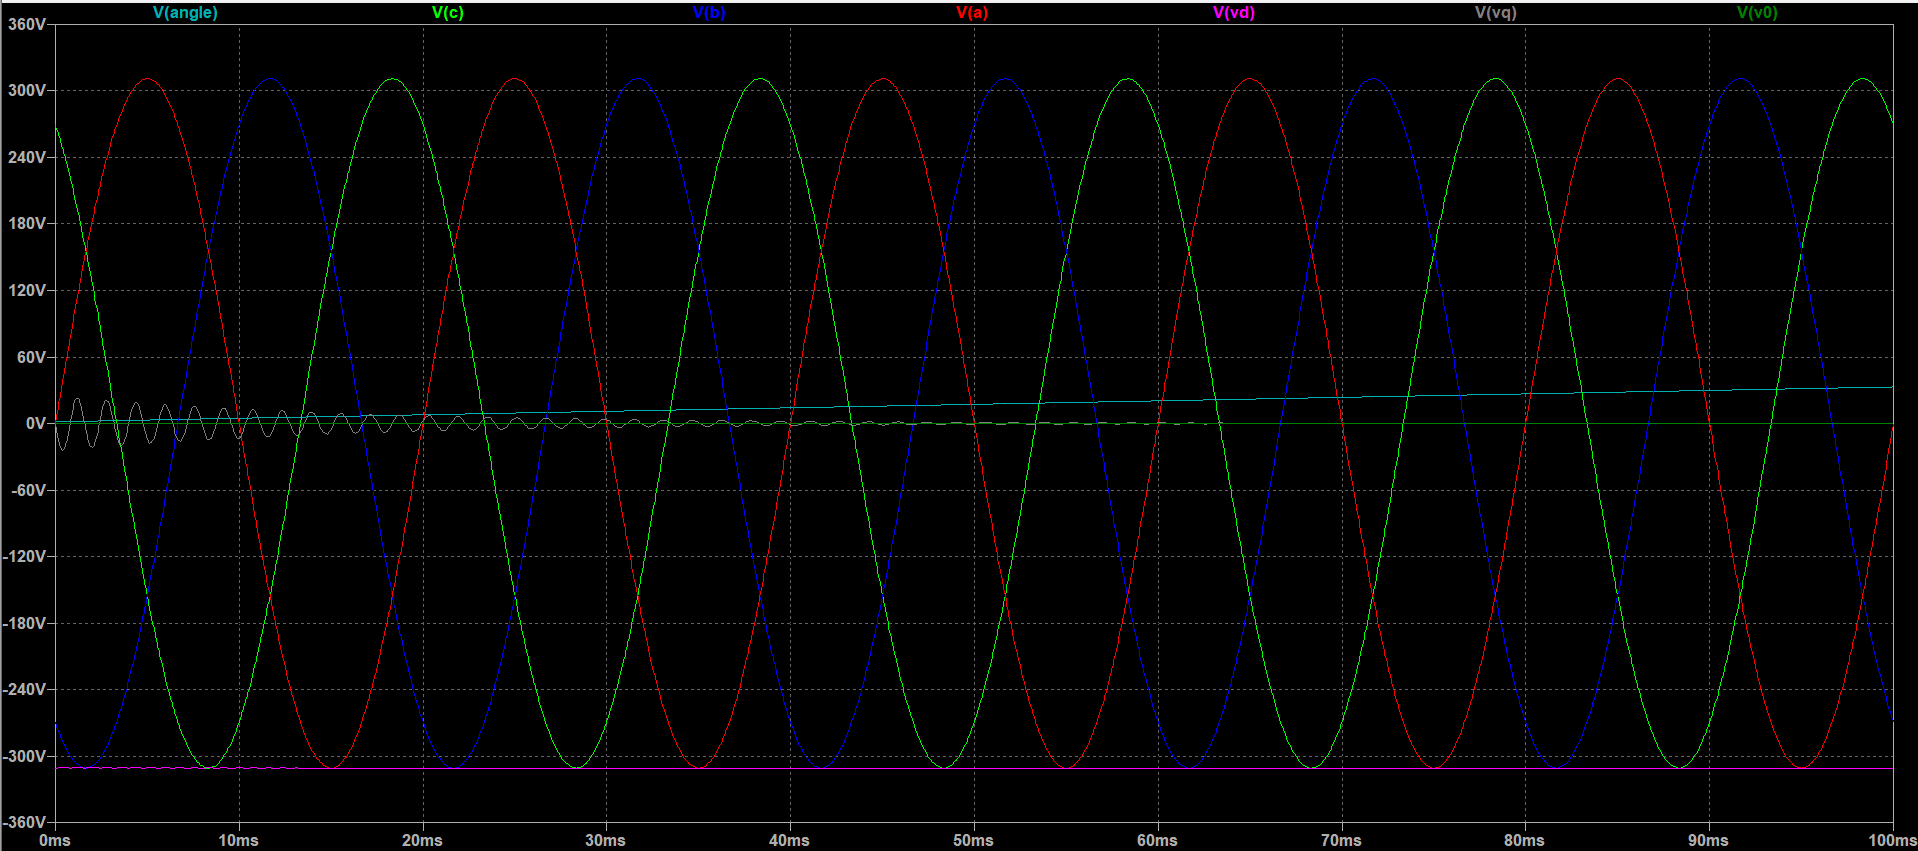 V(angle) V(c) V(b) V(a) V(vd) V(vq) V(v0)
360V
300V
240V
180V
120V
60V
0V
-60V
-120V
-180V
-240V
-300V
-360V
0ms 10ms 20ms 30ms 40ms 50ms 60ms 70ms 80ms 90ms 100ms